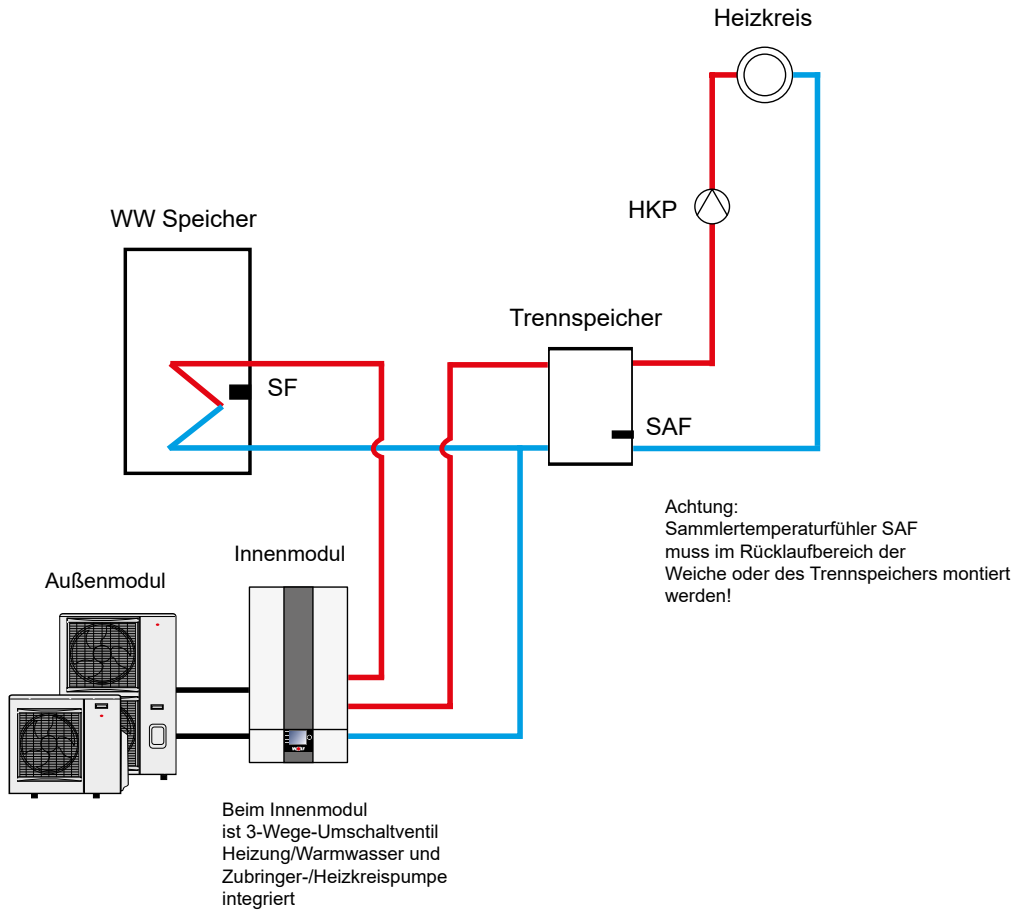 Heizkreis
HKP
WW Speicher
Trennspeicher
SF
SAF
Achtung:
Sammlertemperaturfühler SAF
muss im Rücklaufbereich der
Weiche oder des Trennspeichers montiert
werden!
Innenmodul
Außenmodul
WOLF
Beim Innenmodul
ist 3-Wege-Umschaltventil
Heizung/Warmwasser und
Zubringer-/Heizkreispumpe
integriert